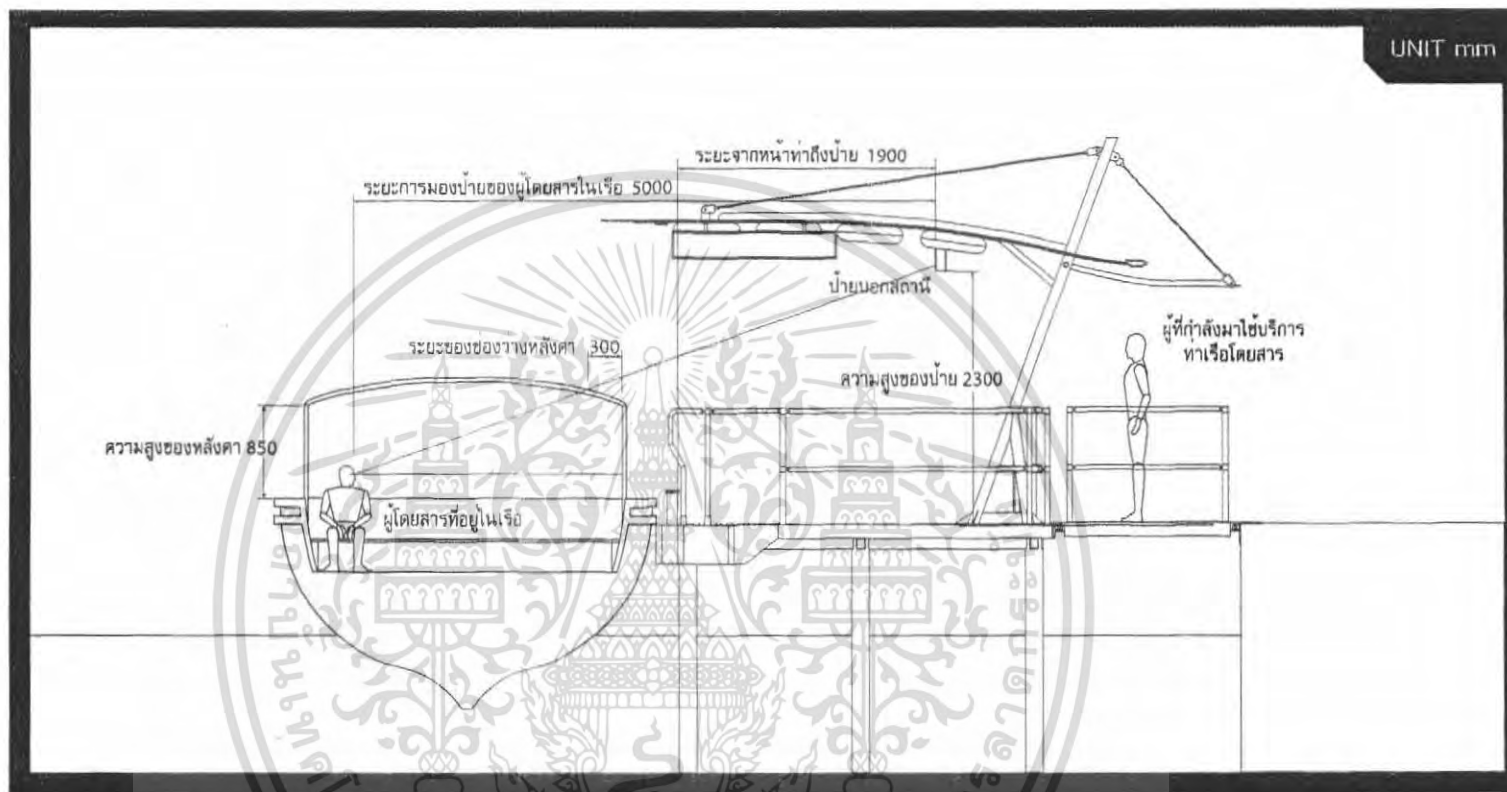 UNIT mm
ระยะจากหน้าท่าถึงป้าย 1900
ระยะการมองป้ายของผู้โดยสารในเรือ 5000
ป้ายบอกสถานี
ผู้ที่กำลังมาใช้บริการ
ท่าเรือโดยสาร
ระยะของช่องว่างหลังคา 300
ความสูงของป้าย 2300
ความสูงของหลังคา 850
ผู้โดยสารที่อยู่ในเรือ